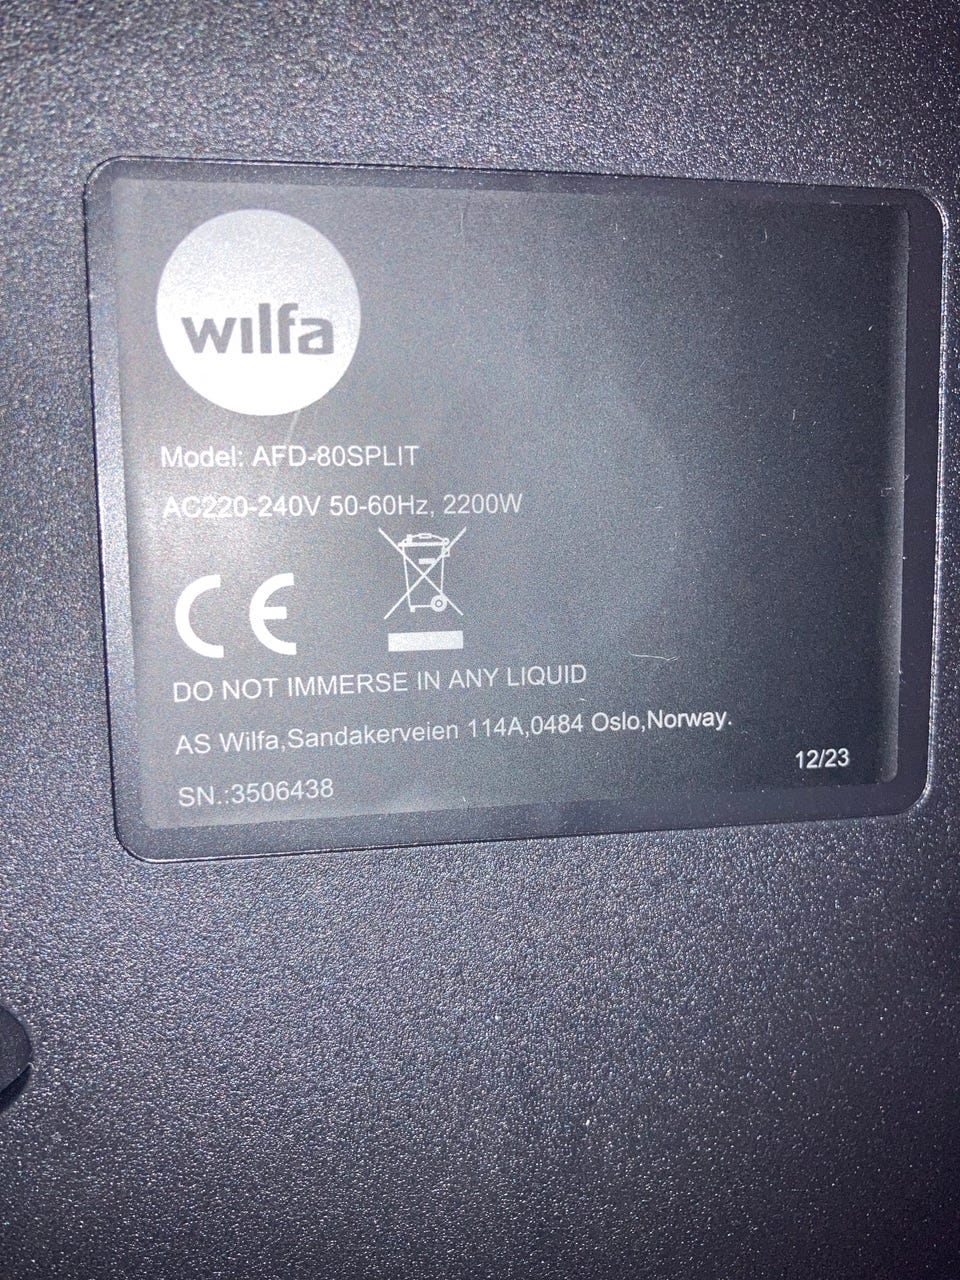 wilfa
Model: AFD-80SPLIT
AC220-240V 50-60Hz, 2200W
CE
DO NOT IMMERSE IN ANY LIQUID
AS Wilfa,Sandakerveien 114A,0484 Oslo,Norway.
12/23
SN.:3506438